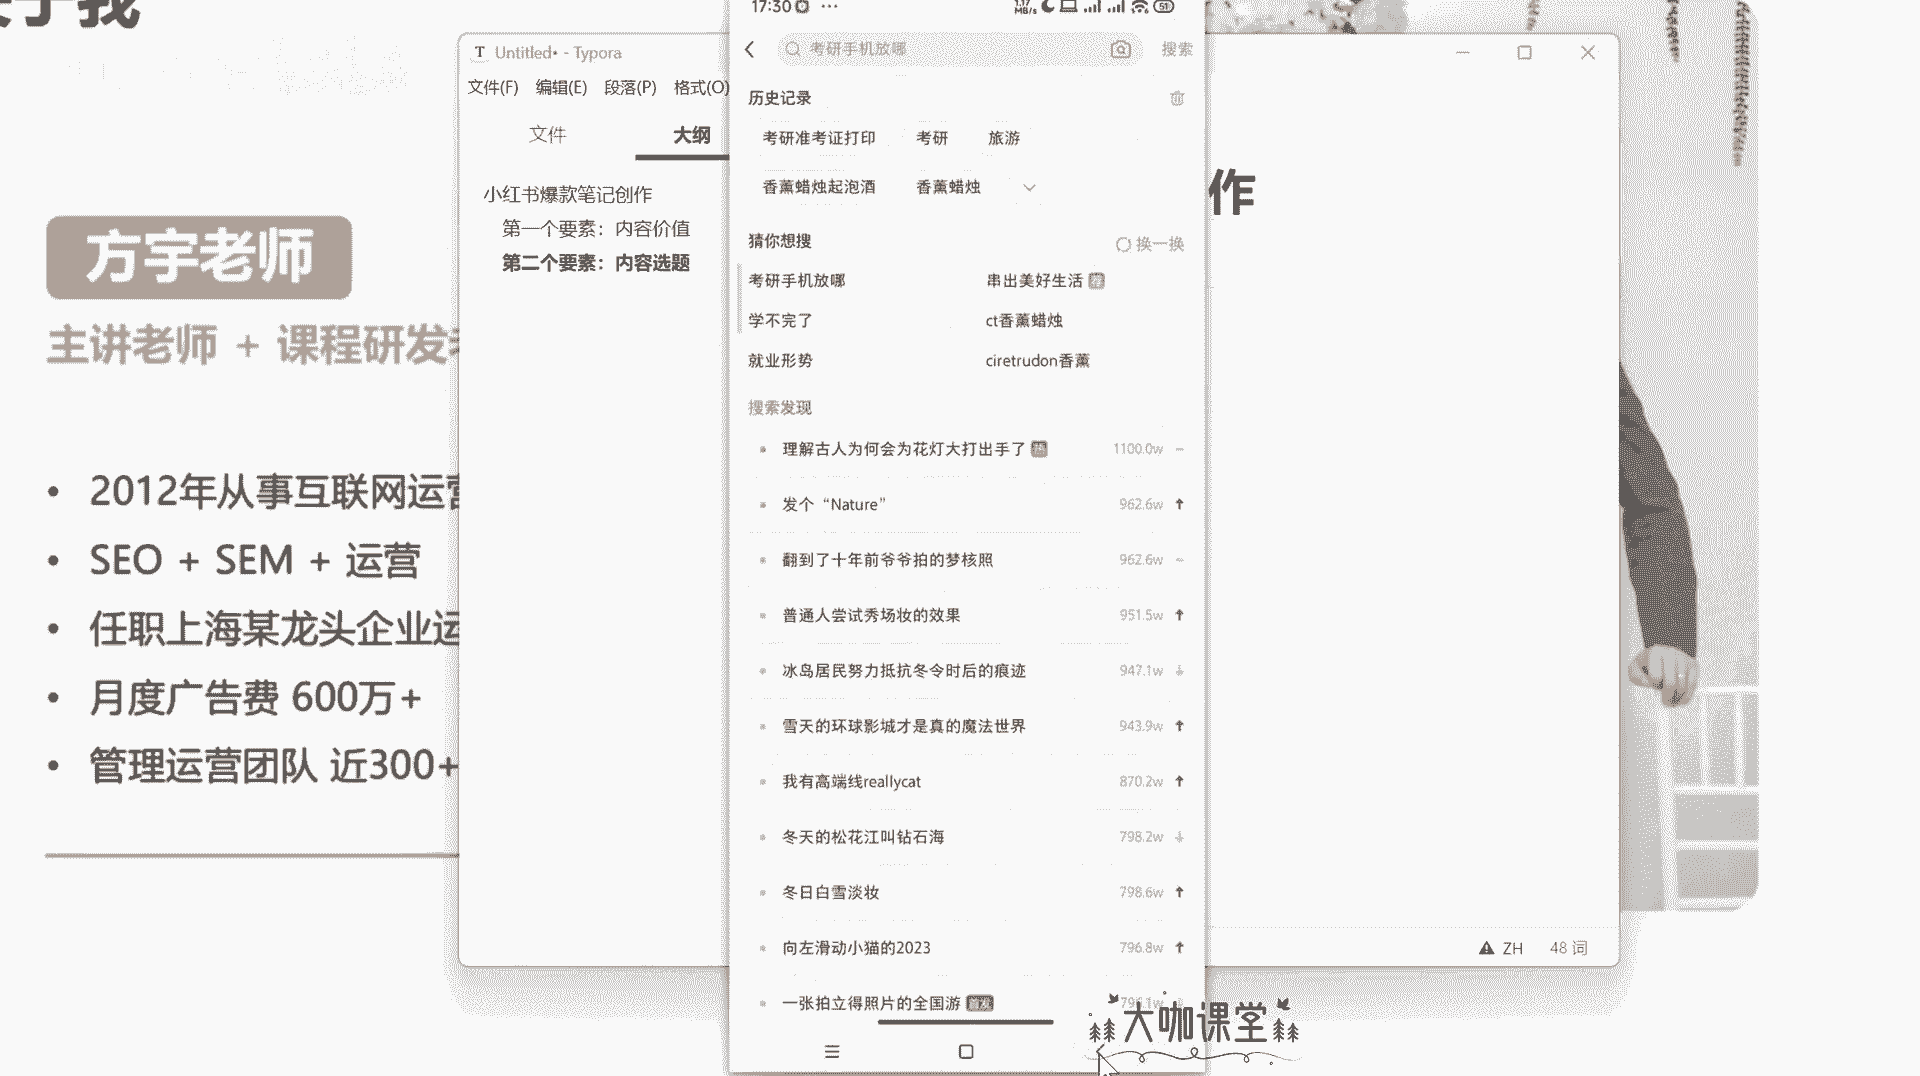 关于我
方宇老师
主讲老师 + 课程研发
2012年从事互联网运营
SEO + SEM + 运营
任职上海某龙头企业运
月度广告费 600万+
管理运营团队 近300+
T Untitled• - Typora
文件(F) 编辑(E) 段落(P) 格式(O)
文件 大纲
小红书爆款笔记创作
第一个要素：内容价值
第二个要素：内容选题
作
ZH 48 词
17:30 ···
1.17 MB/s 51
考研手机放哪 搜索
历史记录
考研准考证打印 考研 旅游
香薰蜡烛起泡酒 香薰蜡烛
猜你想搜 换一换
考研手机放哪 串出美好生活
学不完了 ct香薰蜡烛
就业形势 ciretrudon香薰
搜索发现
理解古人为何会为花灯大打出手了 热 1100.0w
发个“Nature” 962.6w
翻到了十年前爷爷拍的梦核照 962.6w
普通人尝试秀场妆的效果 951.5w
冰岛居民努力抵抗冬令时后的痕迹 947.1w
雪天的环球影城才是真的魔法世界 943.9w
我有高端线reallycat 870.2w
冬天的松花江叫钻石海 798.2w
冬日白雪淡妆 798.6w
向左滑动小猫的2023 796.8w
一张拍立得照片的全国游 首发 796.1w
大咖课堂